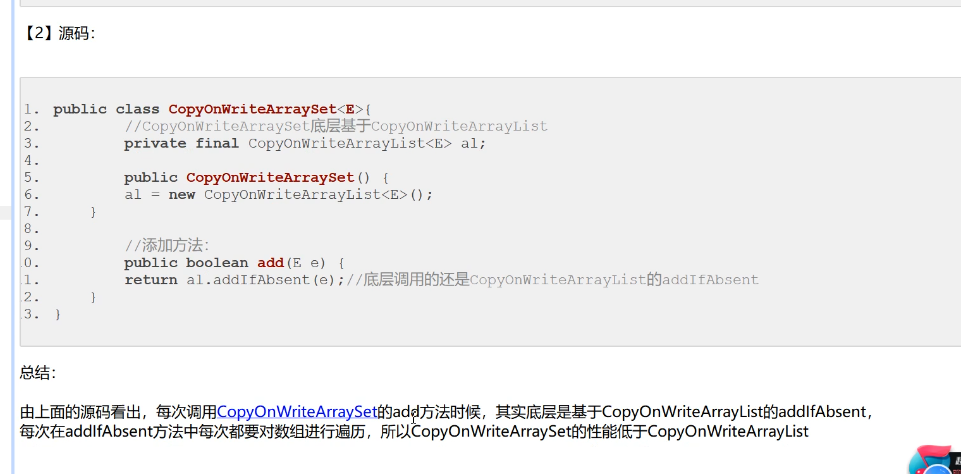 【2】源码：
1. public class CopyOnWriteArraySet<E>{
2. //CopyOnWriteArraySet底层基于CopyOnWriteArrayList
3. private final CopyOnWriteArrayList<E> al;
4.
5. public CopyOnWriteArraySet() {
6. al = new CopyOnWriteArrayList<E>();
7. }
8.
9. //添加方法：
0. public boolean add(E e) {
1. return al.addIfAbsent(e);//底层调用的还是CopyOnWriteArrayList的addIfAbsent
2. }
3. }
总结：
由上面的源码看出，每次调用CopyOnWriteArraySet的add方法时候，其实底层是基于CopyOnWriteArrayList的addIfAbsent，
每次在addIfAbsent方法中每次都要对数组进行遍历，所以CopyOnWriteArraySet的性能低于CopyOnWriteArrayList